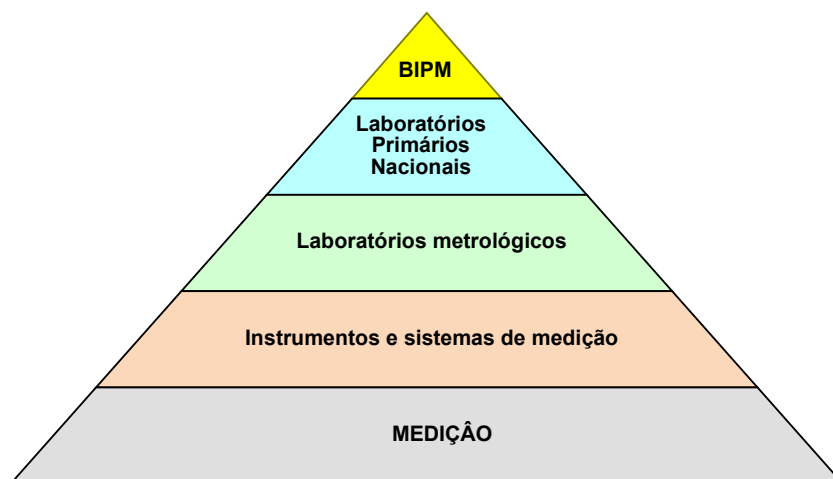 BIPM
Laboratórios
Primários
Nacionais
Laboratórios metrológicos
Instrumentos e sistemas de medição
MEDIÇÂO